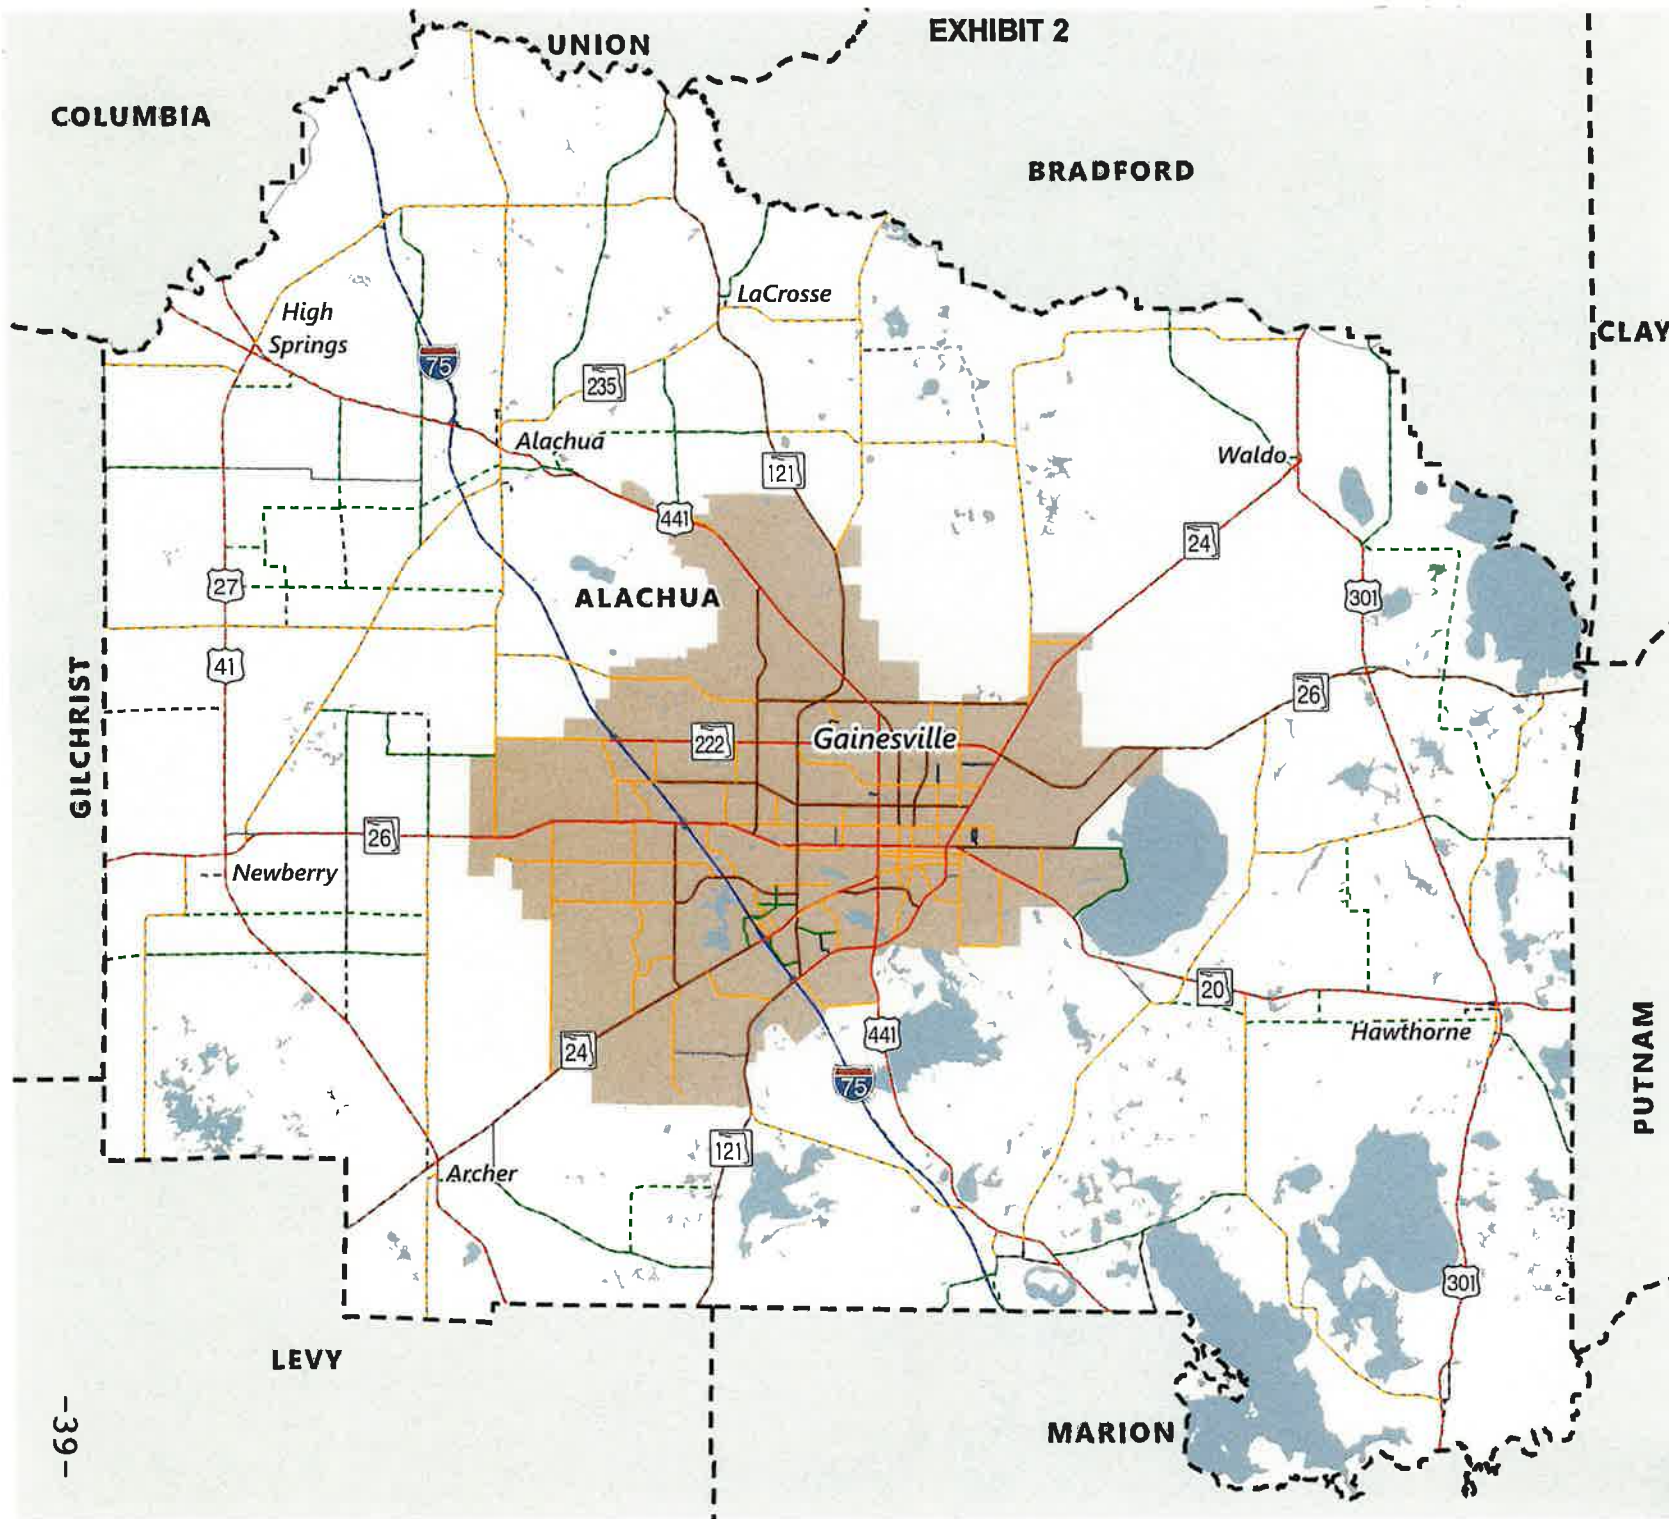 EXHIBIT 2
UNION
COLUMBIA
BRADFORD
LaCrosse
High
Springs
CLAY
75
235
Alachua
Waldo
121
441
24
27
ALACHUA
301
41
GILCHRIST
26
222
Gainesville
26
Newberry
20
Hawthorne
441
24
75
PUTNAM
121
Archer
301
LEVY
MARION
-39-